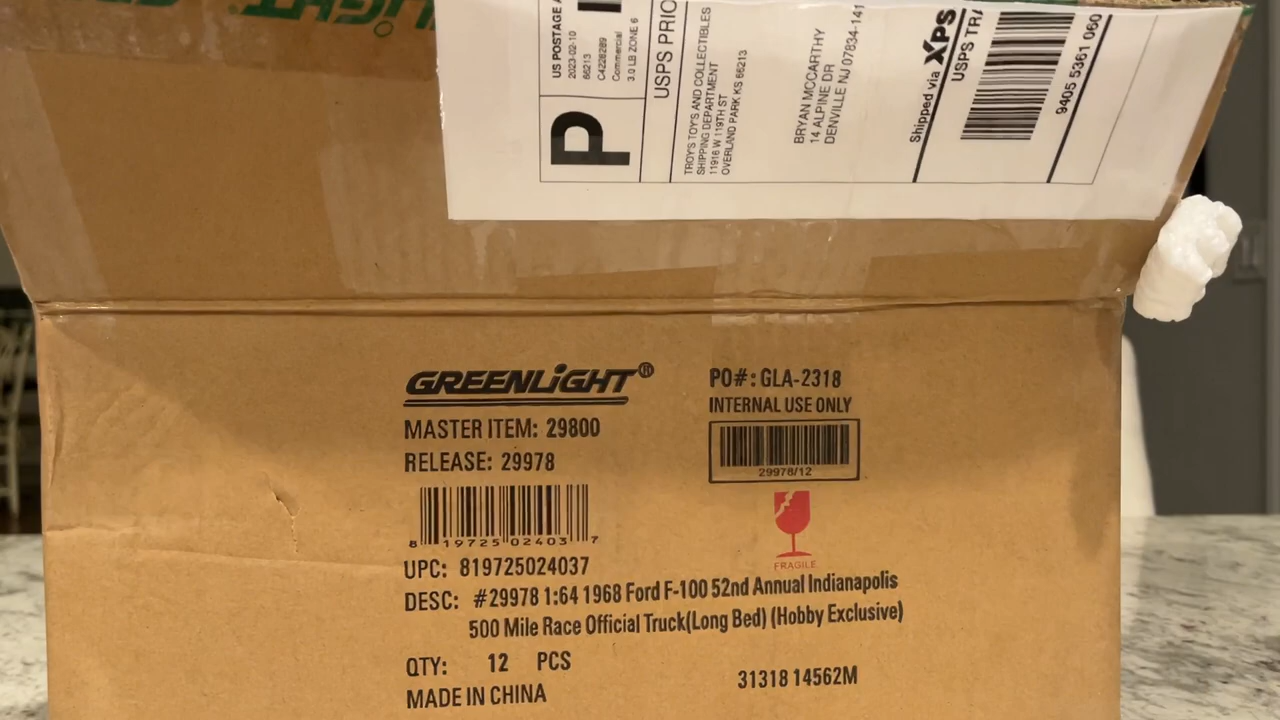 US POSTAGE
2023-02-10
66213
Commercial
3.0 LB ZONE 6
P
USPS
TROY'S TOYS AND COLLECTIBLES
SHIPPING DEPARTMENT
11916 W 119TH ST
OVERLAND PARK KS 66213
BRYAN MCCARTHY
14 ALPINE DR
DENVILLE NJ 07834-141
Shipped via XPS
USPS
9405 5361 060
GREENLiGHT®
MASTER ITEM: 29800
RELEASE: 29978
8 19725 02403 7
UPC: 819725024037
DESC: #29978 1:64 1968 Ford F-100 52nd Annual Indianapolis
500 Mile Race Official Truck(Long Bed) (Hobby Exclusive)
QTY: 12 PCS
MADE IN CHINA
PO#: GLA-2318
INTERNAL USE ONLY
29978/12
FRAGILE
31318 14562M